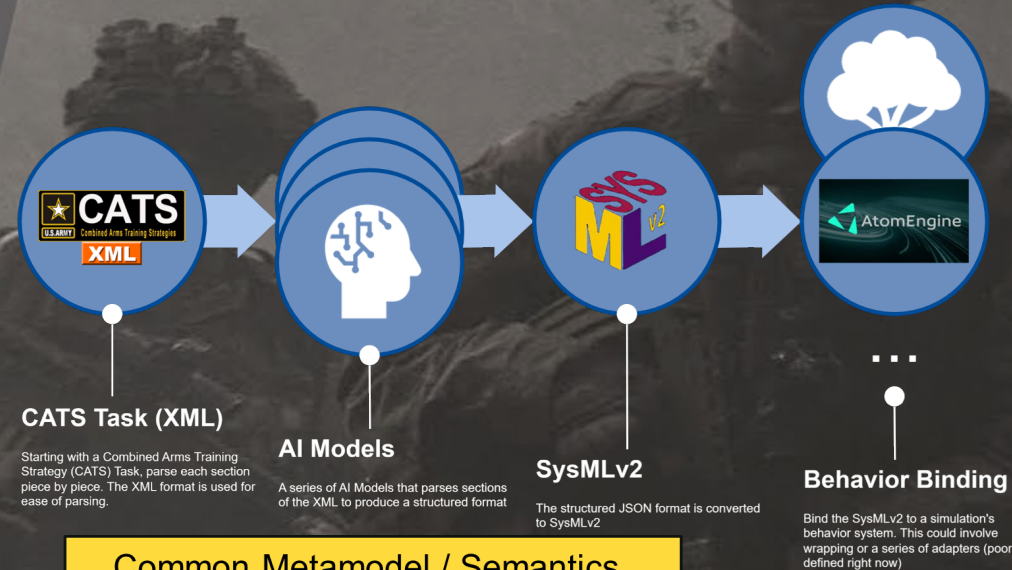 CATS
U.S.ARMY Combined Arms Training Strategies
XML
SYS
ML v2
AtomEngine
...
CATS Task (XML)
Starting with a Combined Arms Training
Strategy (CATS) Task, parse each section
piece by piece. The XML format is used for
ease of parsing.
AI Models
A series of AI Models that parses sections
of the XML to produce a structured format
SysMLv2
The structured JSON format is converted
to SysMLv2
Behavior Binding
Bind the SysMLv2 to a simulation's
behavior system. This could involve
wrapping or a series of adapters (poor
defined right now)
Common Metamodel / Semantics